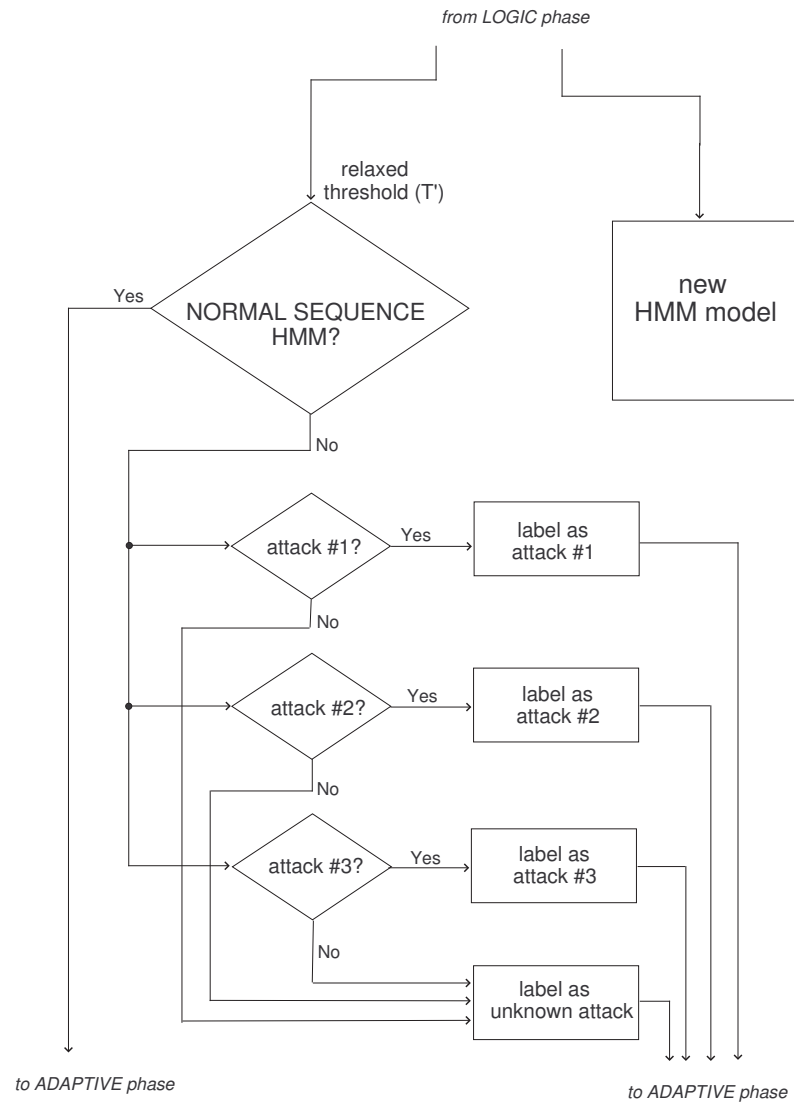 from LOGIC phase
relaxed
threshold (T')
new
HMM model
Yes
NORMAL SEQUENCE
HMM?
No
attack #1?
Yes
label as
attack #1
No
attack #2?
Yes
label as
attack #2
No
attack #3?
Yes
label as
attack #3
No
label as
unknown attack
to ADAPTIVE phase
to ADAPTIVE phase